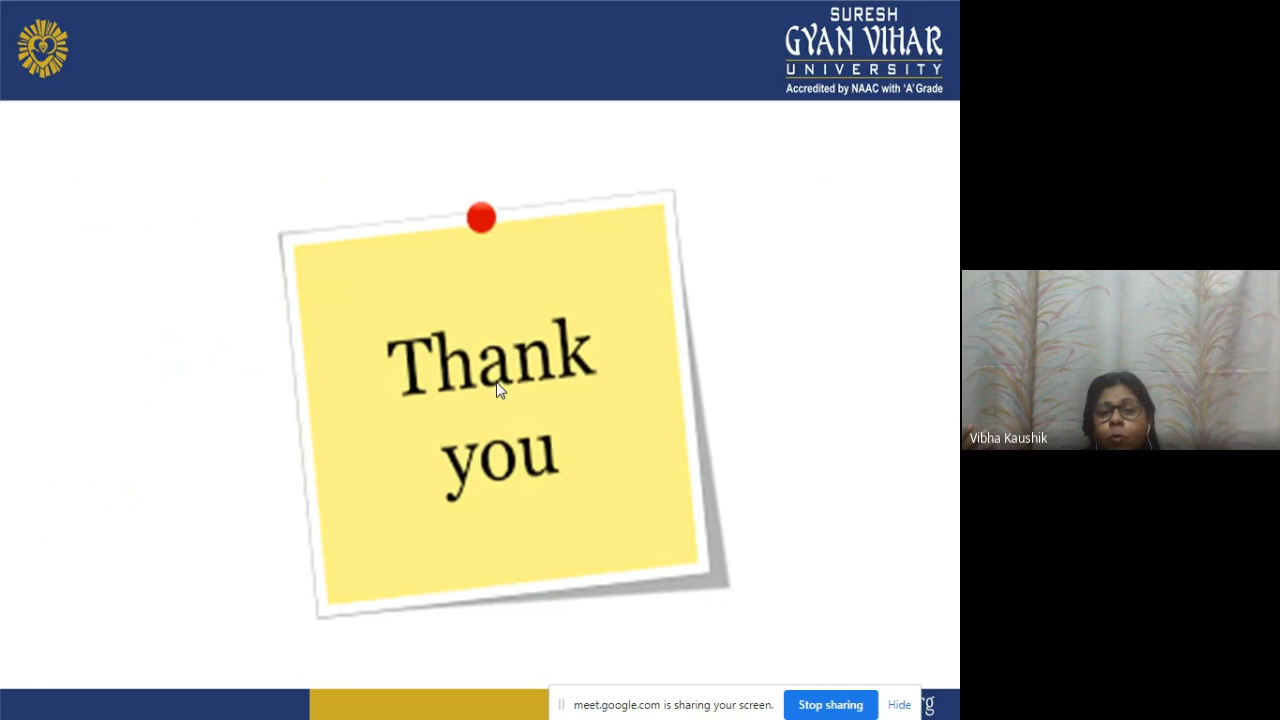 SURESH
GYAN VIHAR
UNIVERSITY
Accredited by NAAC with 'A' Grade
Thank
you
Vibha Kaushik
meet.google.com is sharing your screen.
Stop sharing
Hide
rg